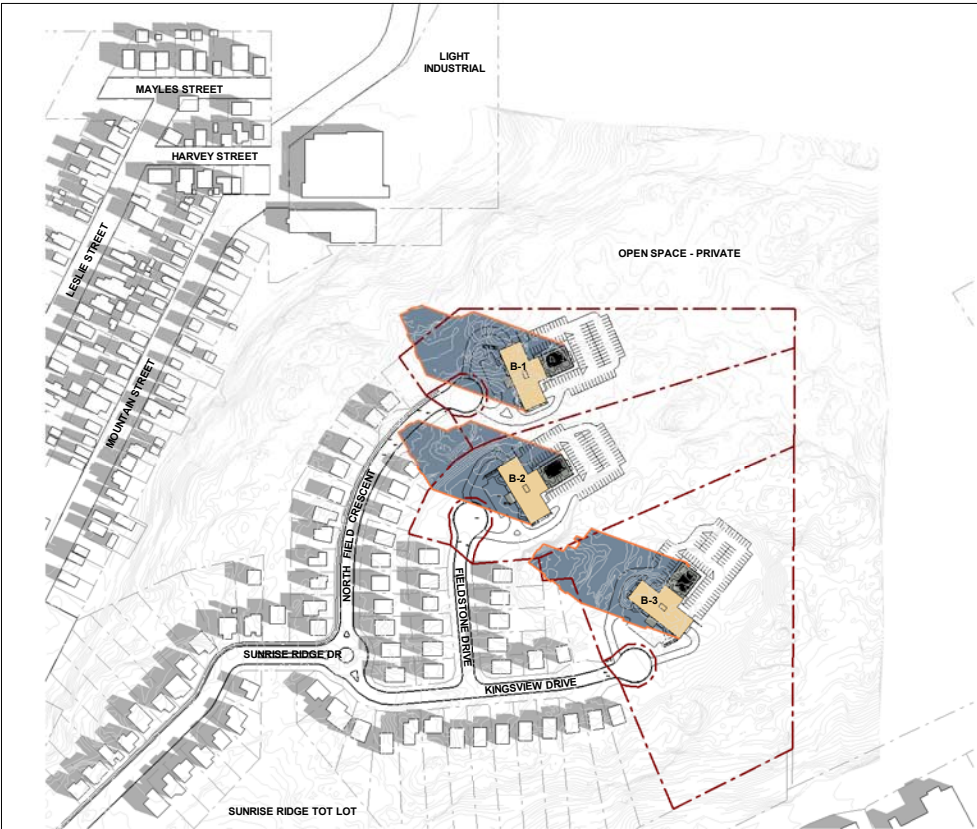 LIGHT
INDUSTRIAL
MAYLES STREET
HARVEY STREET
LESLIE STREET
OPEN SPACE - PRIVATE
MOUNTAIN STREET
B-1
B-2
NORTH FIELD CRESCENT
FIELDSTONE DRIVE
B-3
SUNRISE RIDGE DR
KINGSVIEW DRIVE
SUNRISE RIDGE TOT LOT